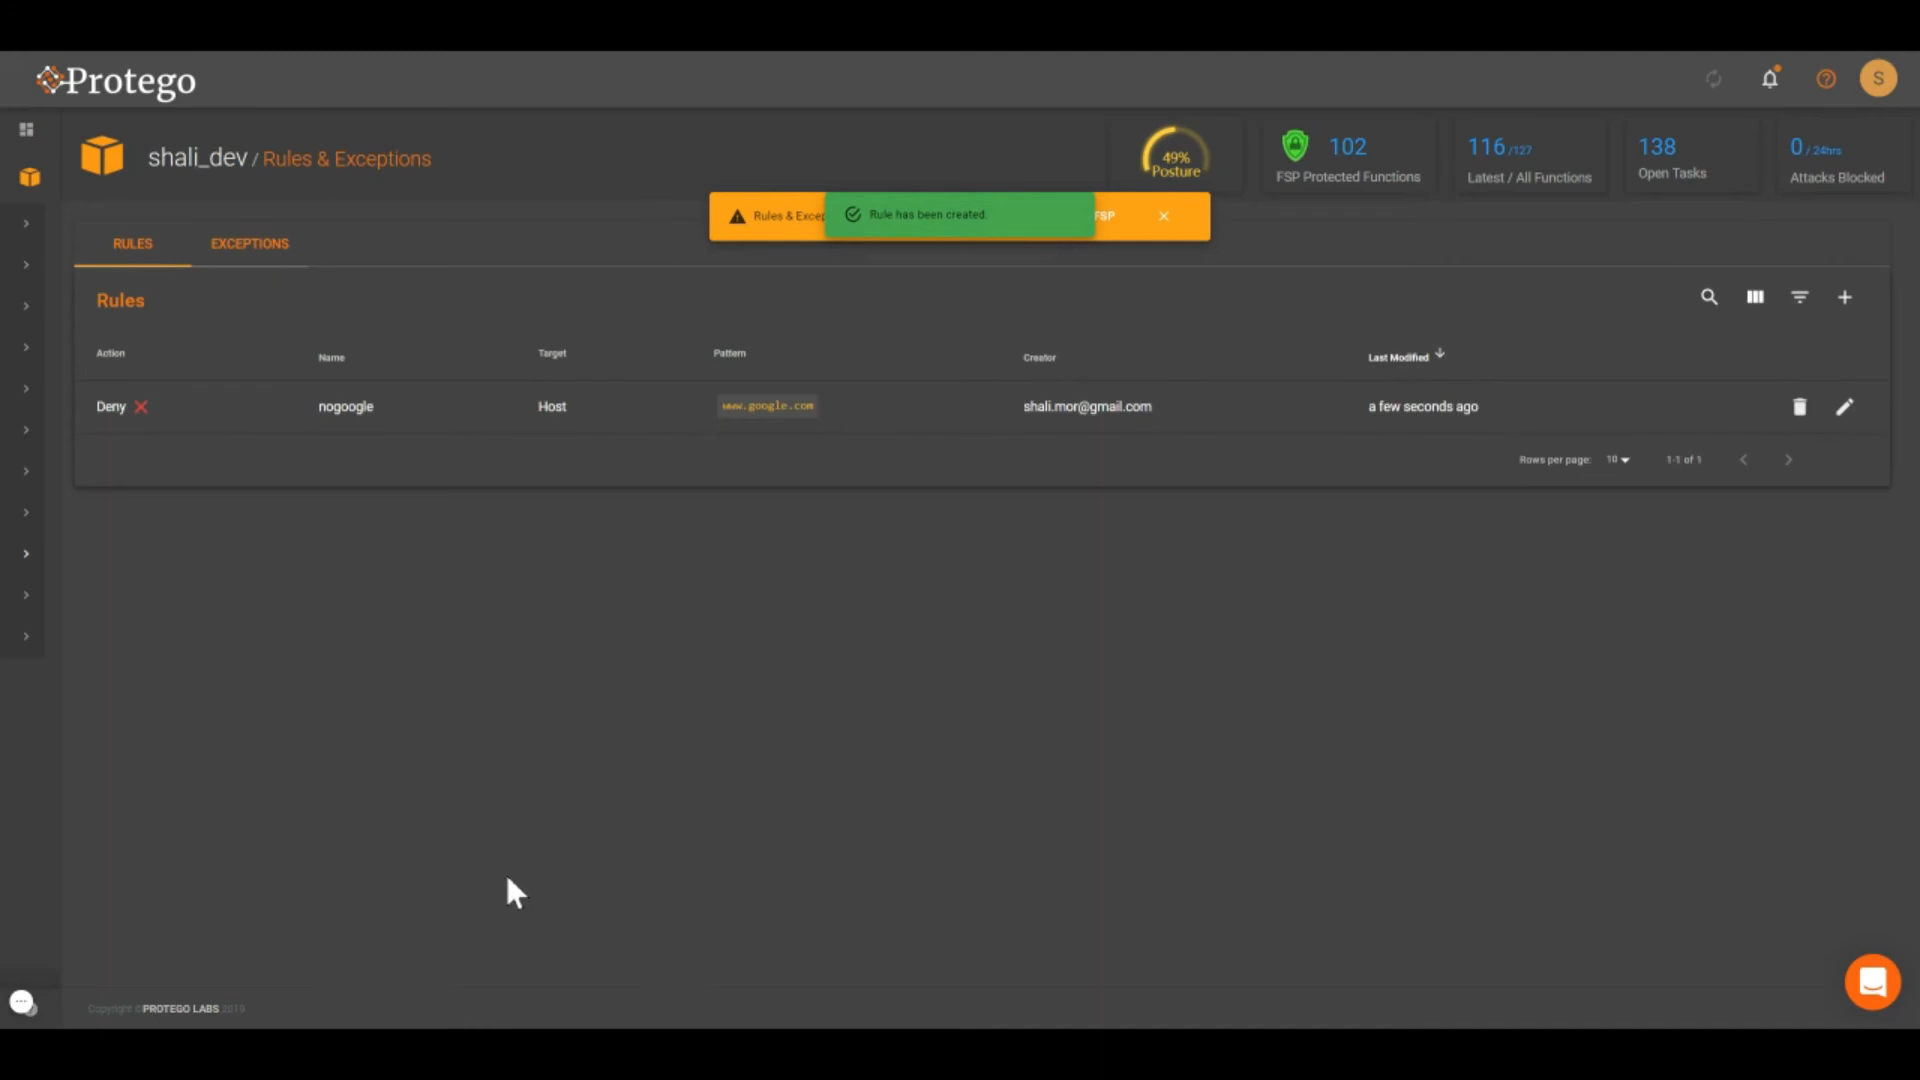 Protego
S
shali_dev / Rules & Exceptions
49%
Posture
102
FSP Protected Functions
116 /127
Latest / All Functions
138
Open Tasks
0 / 24hrs
Attacks Blocked
Rules & Excep
Rule has been created.
FSP
RULES
EXCEPTIONS
Rules
Action
Name
Target
Pattern
Creator
Last Modified
Deny
nogoogle
Host
www.google.com
shali.mor@gmail.com
a few seconds ago
Rows per page: 10
1-1 of 1
Copyright © PROTEGO LABS 2019